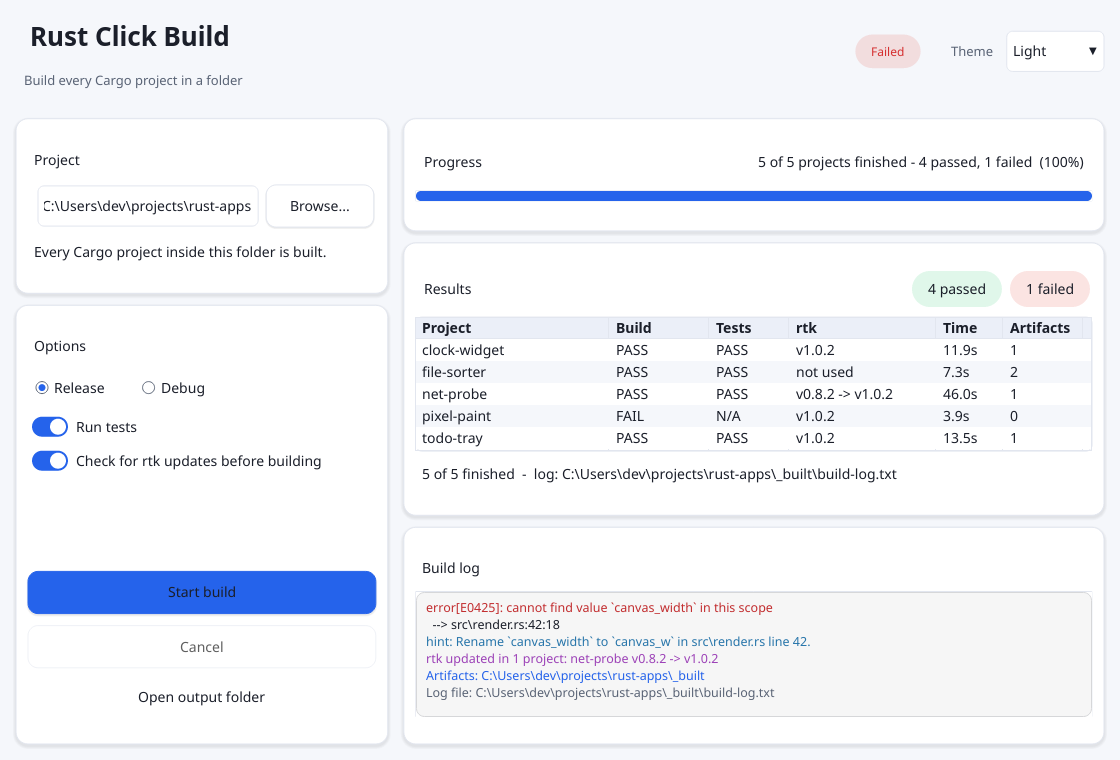 Rust Click Build
Build every Cargo project in a folder
Failed
Theme
Light
Project
C:\Users\dev\projects\rust-apps
Browse...
Every Cargo project inside this folder is built.
Options
Release
Debug
Run tests
Check for rtk updates before building
Start build
Cancel
Open output folder
Progress
5 of 5 projects finished - 4 passed, 1 failed (100%)
Results
4 passed
1 failed
Project Build Tests rtk Time Artifacts
clock-widget PASS PASS v1.0.2 11.9s 1
file-sorter PASS PASS not used 7.3s 2
net-probe PASS PASS v0.8.2 -> v1.0.2 46.0s 1
pixel-paint FAIL N/A v1.0.2 3.9s 0
todo-tray PASS PASS v1.0.2 13.5s 1
5 of 5 finished - log: C:\Users\dev\projects\rust-apps\_built\build-log.txt
Build log
error[E0425]: cannot find value `canvas_width` in this scope
--> src\render.rs:42:18
hint: Rename `canvas_width` to `canvas_w` in src\render.rs line 42.
rtk updated in 1 project: net-probe v0.8.2 -> v1.0.2
Artifacts: C:\Users\dev\projects\rust-apps\_built
Log file: C:\Users\dev\projects\rust-apps\_built\build-log.txt